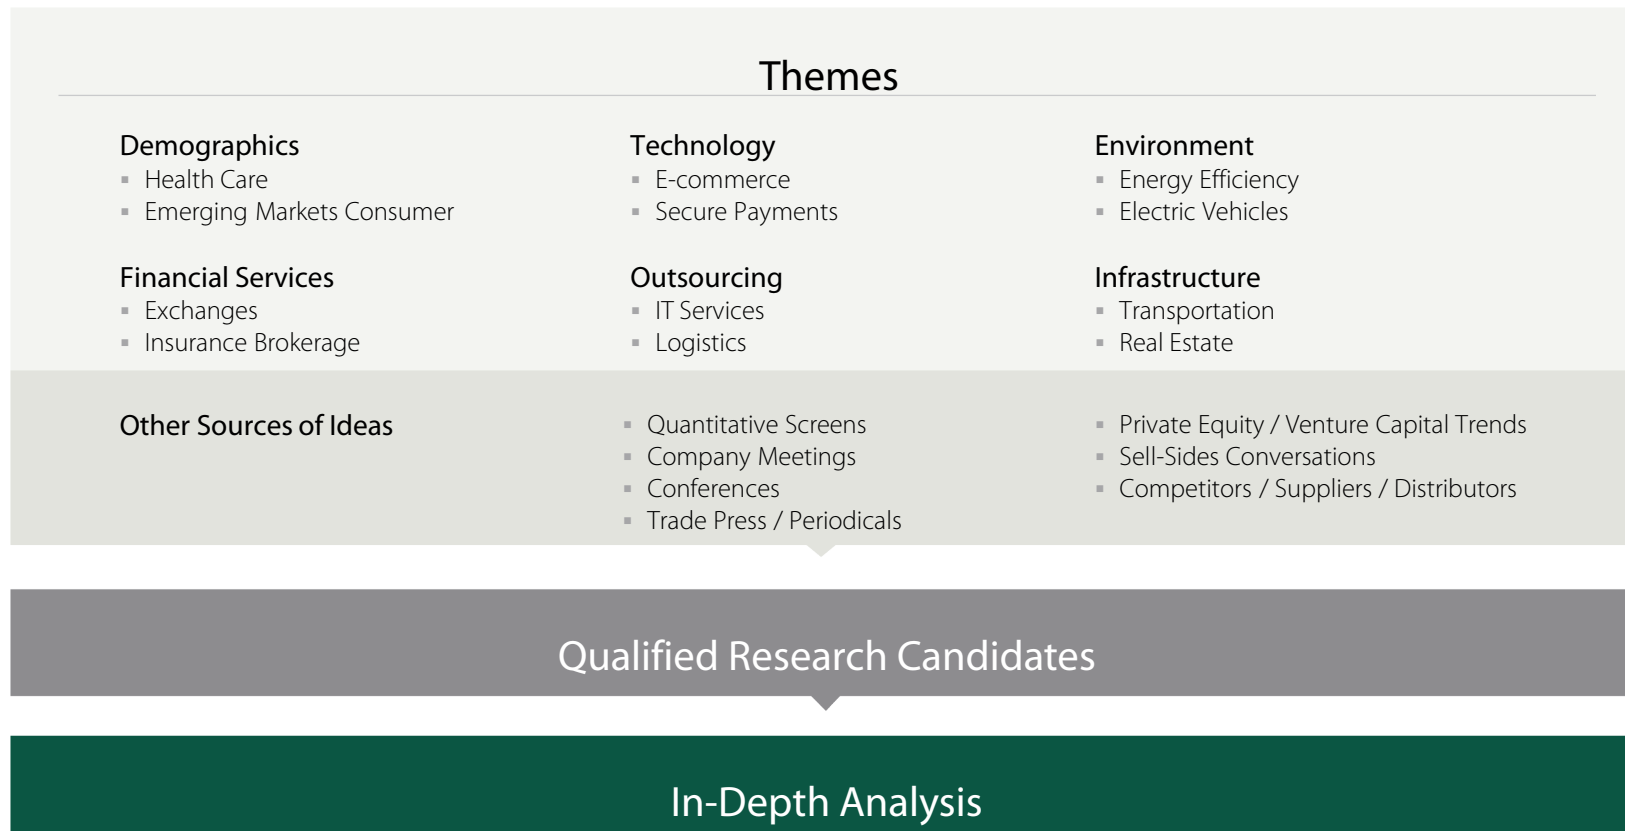 Themes
Demographics
▪ Health Care
▪ Emerging Markets Consumer
Technology
▪ E-commerce
▪ Secure Payments
Environment
▪ Energy Efficiency
▪ Electric Vehicles
Financial Services
▪ Exchanges
▪ Insurance Brokerage
Outsourcing
▪ IT Services
▪ Logistics
Infrastructure
▪ Transportation
▪ Real Estate
Other Sources of Ideas
▪ Quantitative Screens
▪ Company Meetings
▪ Conferences
▪ Trade Press / Periodicals
▪ Private Equity / Venture Capital Trends
▪ Sell-Sides Conversations
▪ Competitors / Suppliers / Distributors
Qualified Research Candidates
In-Depth Analysis